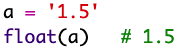 a = '1.5'
float(a)   # 1.5